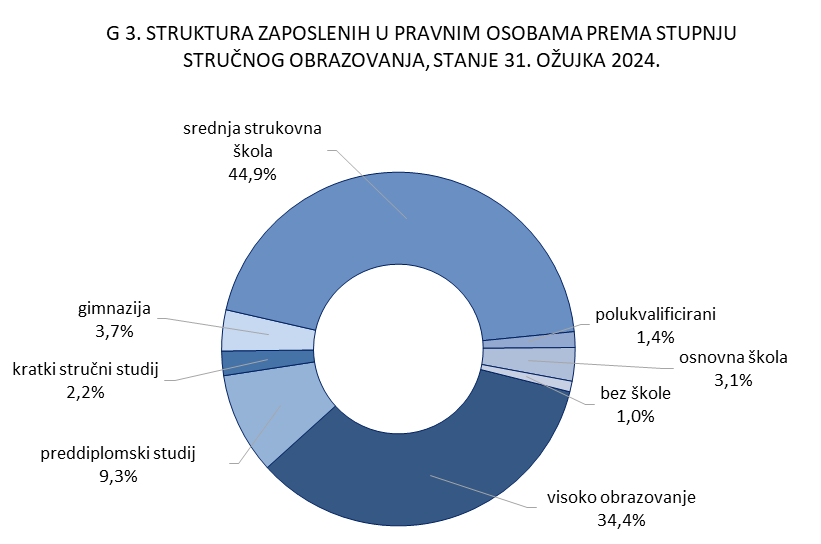 G 3. STRUKTURA ZAPOSLENIH U PRAVNIM OSOBAMA PREMA STUPNJU
STRUČNOG OBRAZOVANJA, STANJE 31. OŽUJKA 2024.
srednja strukovna
škola
44,9%
gimnazija
3,7%
polukvalificirani
1,4%
osnovna škola
3,1%
kratki stručni studij
2,2%
bez škole
1,0%
preddiplomski studij
9,3%
visoko obrazovanje
34,4%